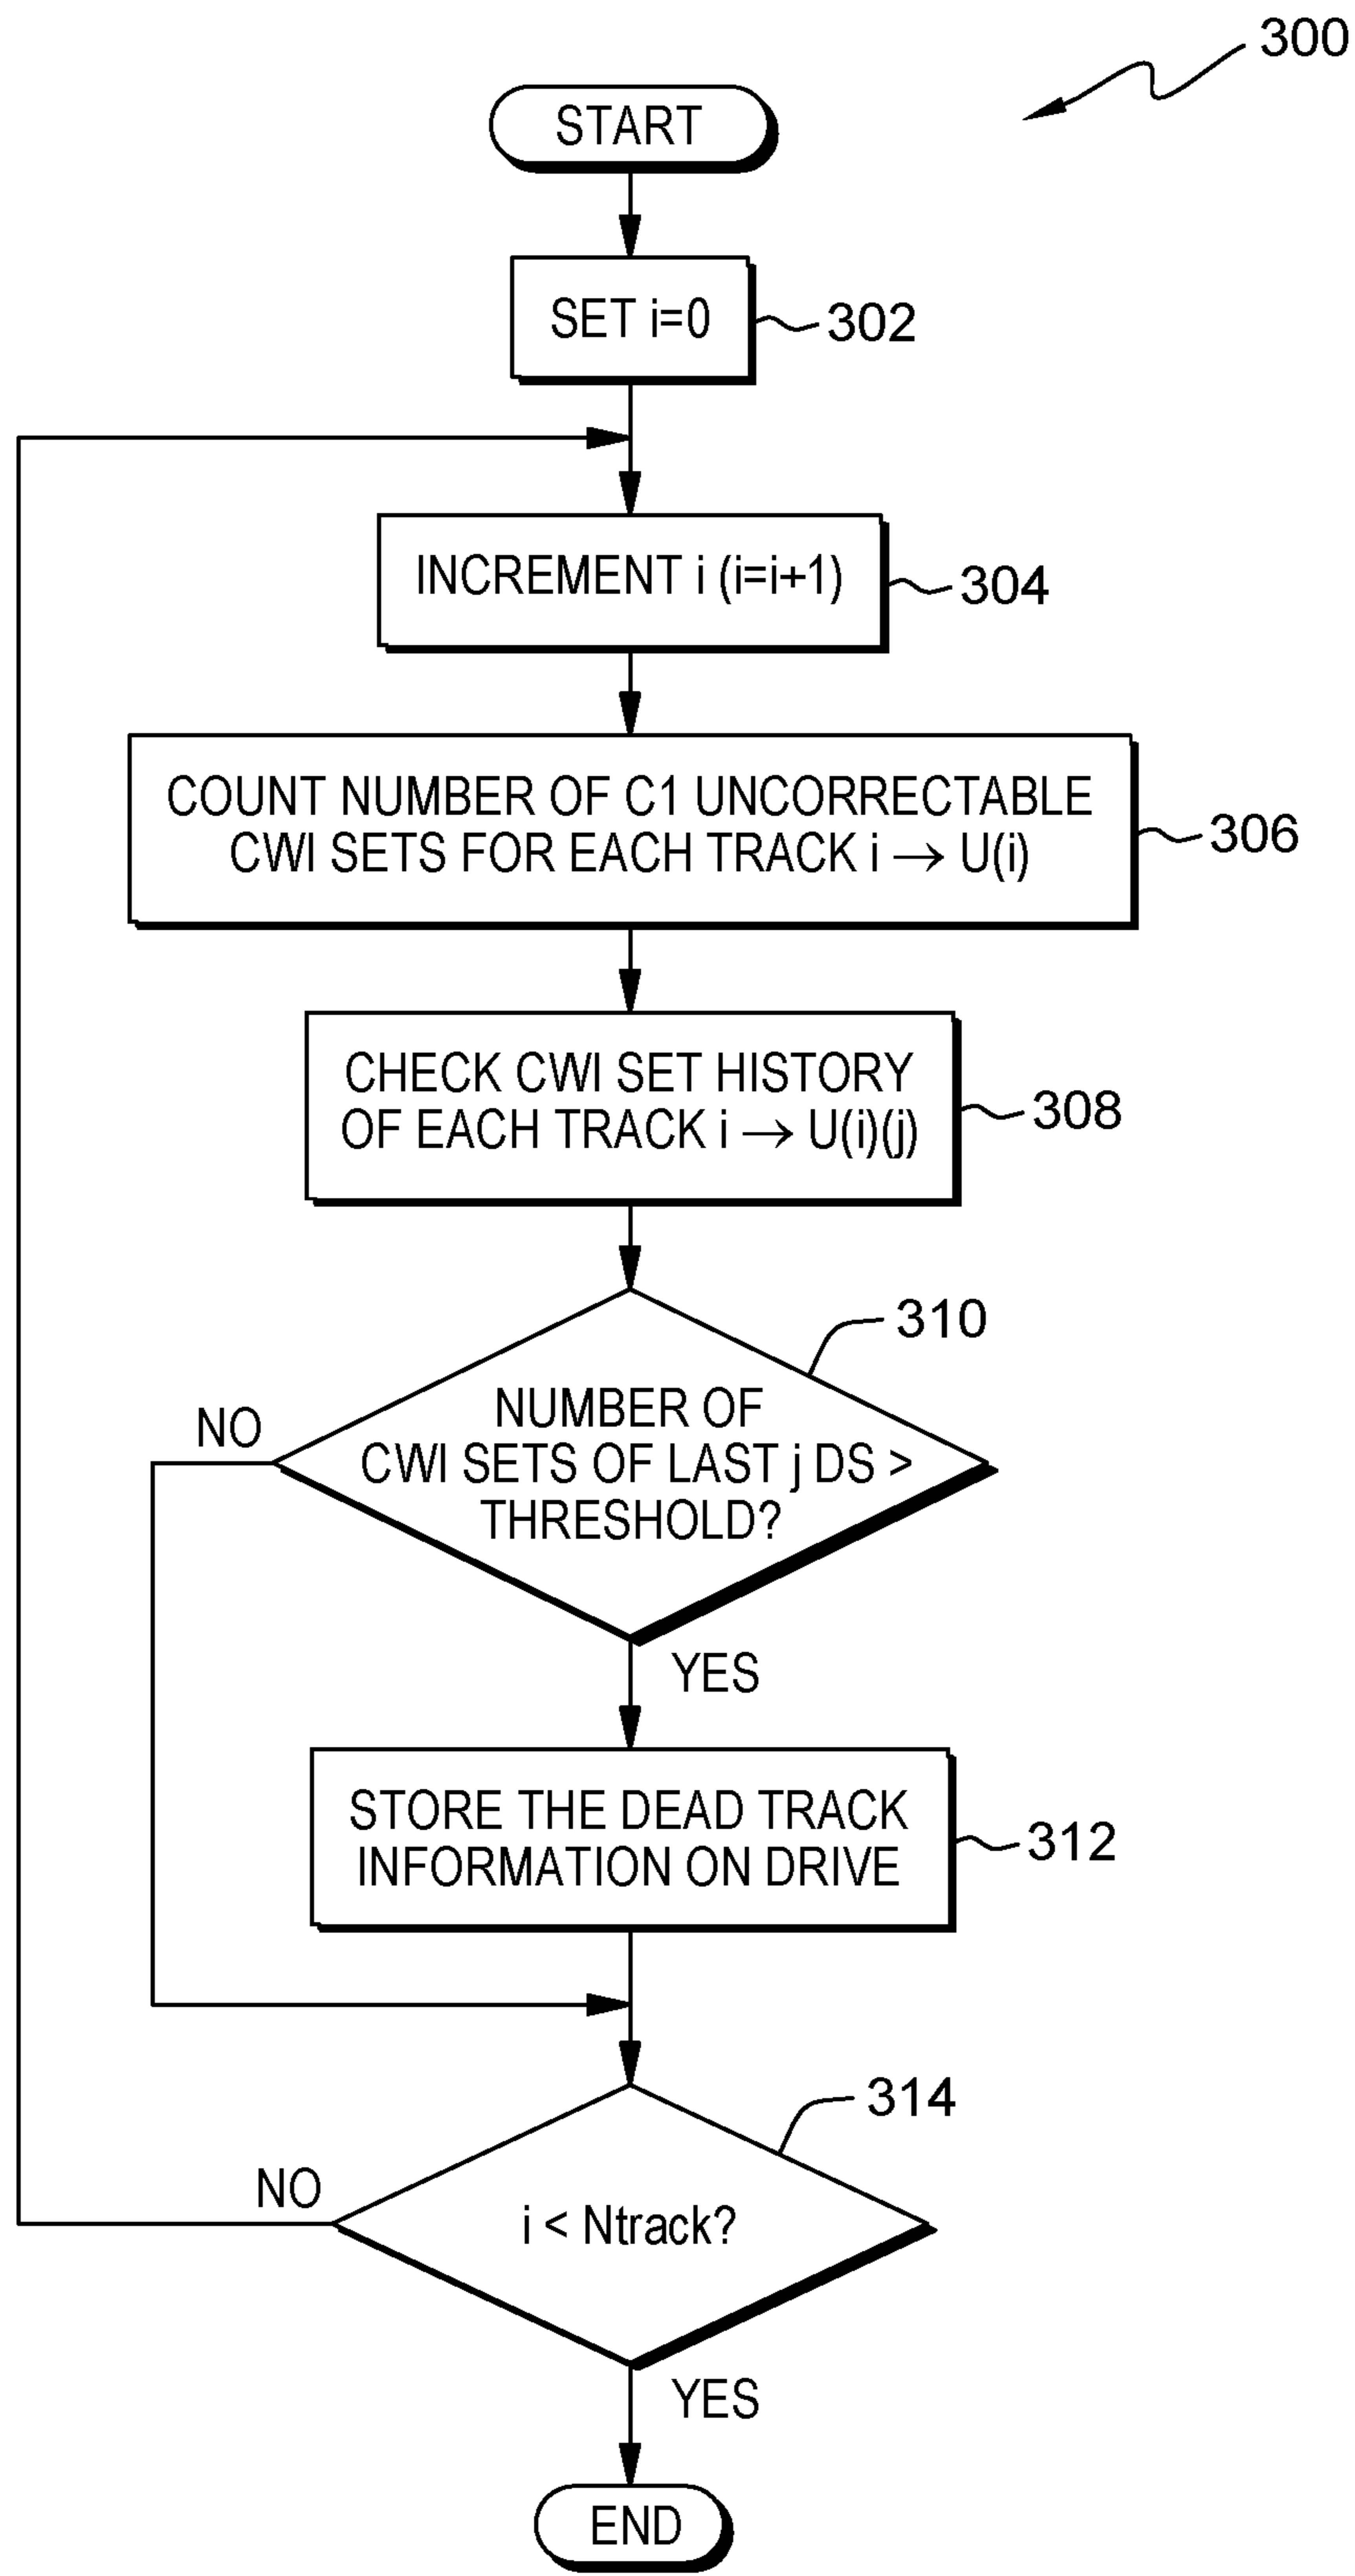 300
START
SET i=0
302
INCREMENT i (i=i+1)
304
COUNT NUMBER OF C1 UNCORRECTABLE
CWI SETS FOR EACH TRACK i → U(i)
306
CHECK CWI SET HISTORY
OF EACH TRACK i → U(i)(j)
308
310
NO
NUMBER OF
CWI SETS OF LAST j DS >
THRESHOLD?
YES
STORE THE DEAD TRACK
INFORMATION ON DRIVE
312
314
NO
i < Ntrack?
YES
END